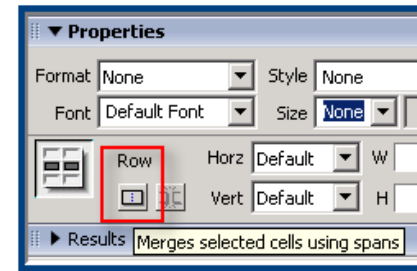 Properties
Format None Style None
Font Default Font Size None
Row Horz Default W
Vert Default H
Results Merges selected cells using spans